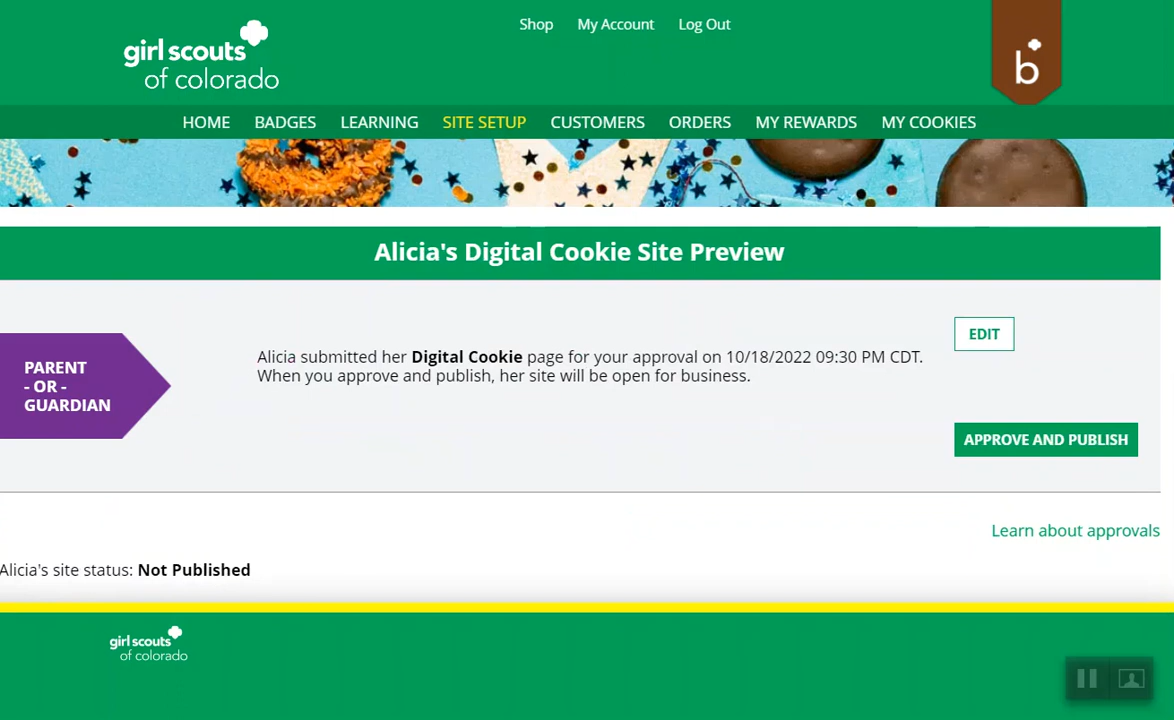 Shop My Account Log Out
girl scouts
of colorado
b
HOME BADGES LEARNING SITE SETUP CUSTOMERS ORDERS MY REWARDS MY COOKIES
Alicia's Digital Cookie Site Preview
EDIT
PARENT
- OR -
GUARDIAN
Alicia submitted her Digital Cookie page for your approval on 10/18/2022 09:30 PM CDT.
When you approve and publish, her site will be open for business.
APPROVE AND PUBLISH
Learn about approvals
Alicia's site status: Not Published
girl scouts
of colorado